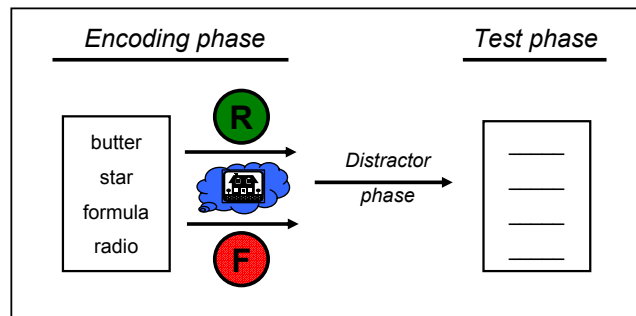 Encoding phase
Test phase
butter
star
formula
radio
R
F
Distractor
phase